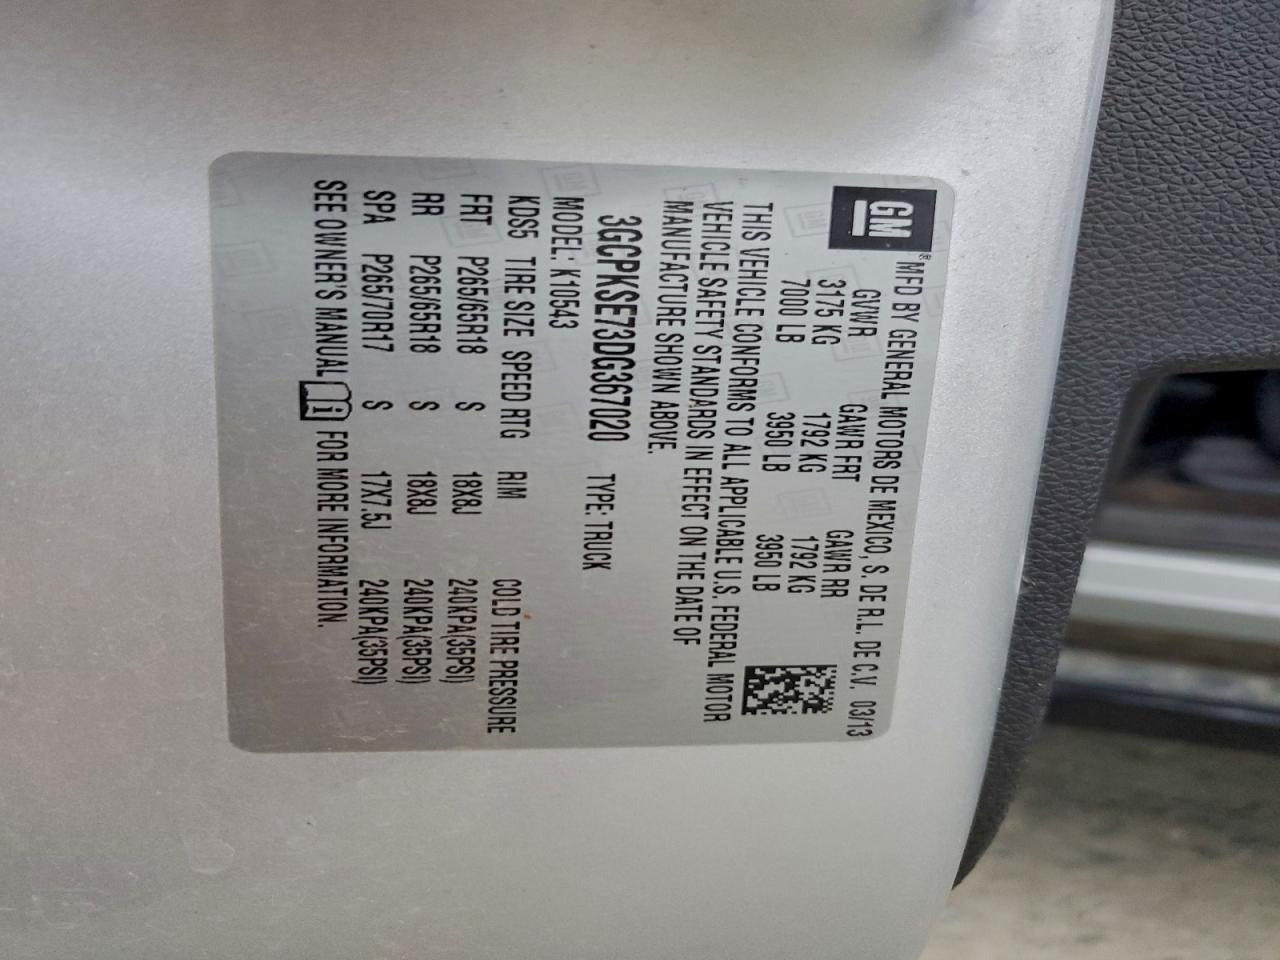 GM® MFD BY GENERAL MOTORS DE MEXICO, S. DE R.L. DE C.V. 03/13
GVWR GAWR FRT GAWR RR
3175 KG 1792 KG 1792 KG
7000 LB 3950 LB 3950 LB
THIS VEHICLE CONFORMS TO ALL APPLICABLE U.S. FEDERAL MOTOR
VEHICLE SAFETY STANDARDS IN EFFECT ON THE DATE OF
MANUFACTURE SHOWN ABOVE.
3GCPKSE73DG367020 TYPE: TRUCK
MODEL: K10543
KDS5 TIRE SIZE SPEED RTG RIM COLD TIRE PRESSURE
FRT P265/65R18 S 18X8J 240KPA(35PSI)
RR P265/65R18 S 18X8J 240KPA(35PSI)
SPA P265/70R17 S 17X7.5J 240KPA(35PSI)
SEE OWNER'S MANUAL FOR MORE INFORMATION.